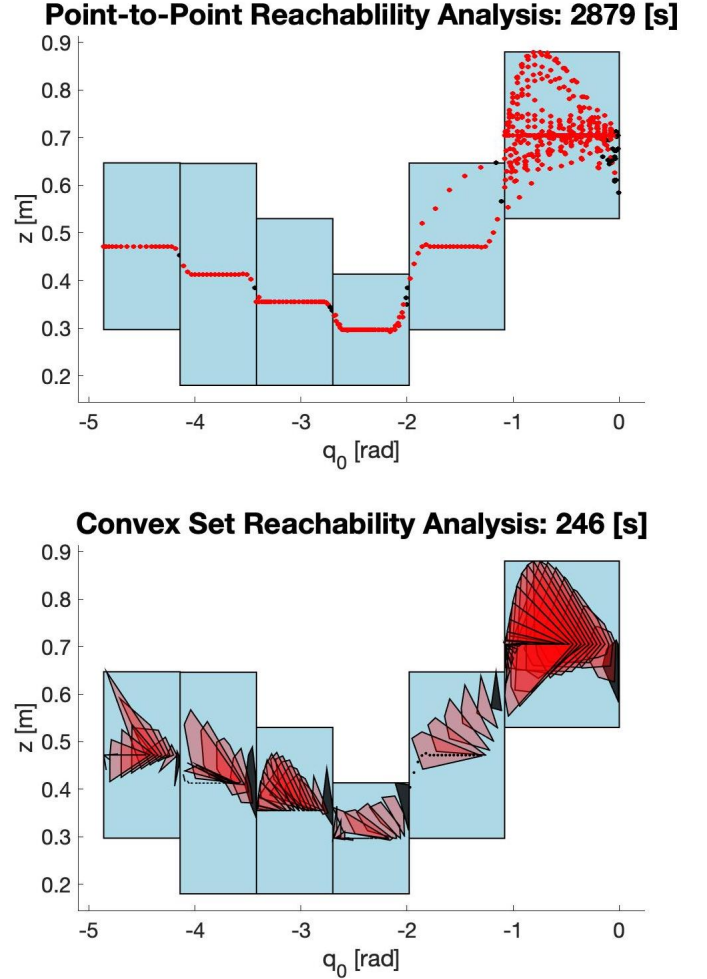 Point-to-Point Reachablility Analysis: 2879 [s]
0.9
0.8
0.7
0.6
0.5
0.4
0.3
0.2
z [m]
-5 -4 -3 -2 -1 0
q0 [rad]
Convex Set Reachability Analysis: 246 [s]
0.9
0.8
0.7
0.6
0.5
0.4
0.3
0.2
z [m]
-5 -4 -3 -2 -1 0
q0 [rad]